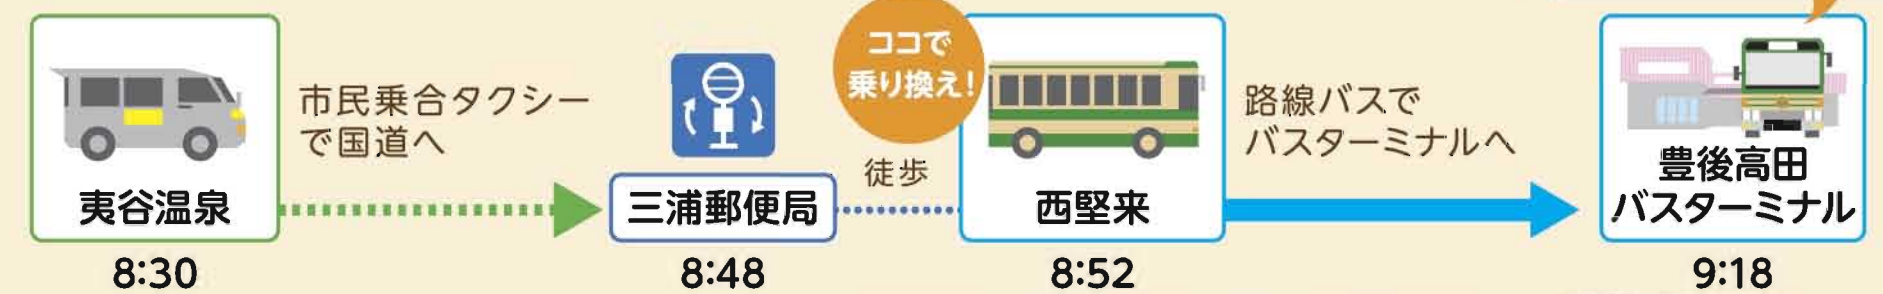 ココで
乗り換え!
市民乗合タクシー
で国道へ
路線バスで
バスターミナルへ
徒歩
夷谷温泉
三浦郵便局
西堅来
豊後高田
バスターミナル
8:30
8:48
8:52
9:18